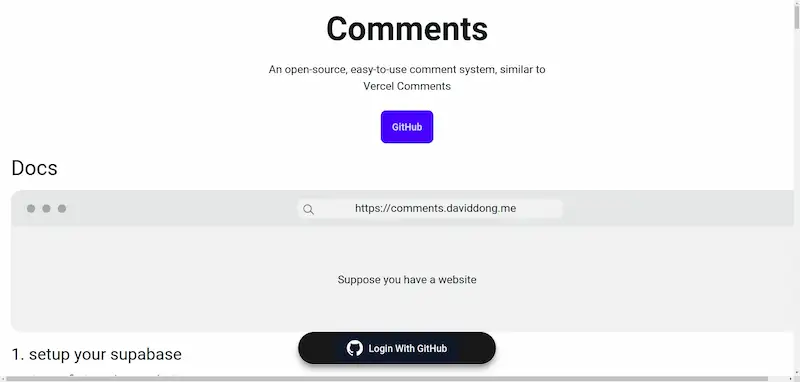 Comments
An open-source, easy-to-use comment system, similar to
Vercel Comments
GitHub
Docs
https://comments.daviddong.me
Suppose you have a website
1. setup your supabase
Login With GitHub